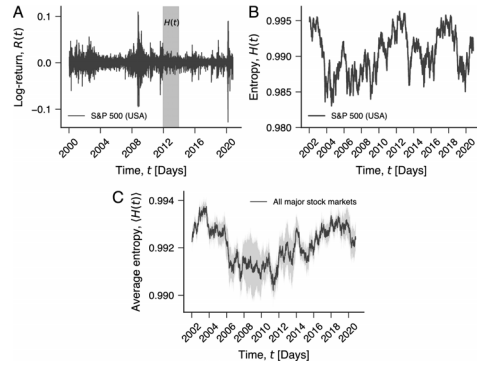 A
Log-return, R(t)
0.1
0.0
−0.1
H(t)
S&P 500 (USA)
2000
2004
2008
2012
2016
2020
Time, t [Days]
B
Entropy, H(t)
0.995
0.990
0.985
0.980
S&P 500 (USA)
2002
2004
2006
2008
2010
2012
2014
2016
2018
2020
Time, t [Days]
C
Average entropy, ⟨H(t)⟩
0.994
0.992
0.990
All major stock markets
2002
2004
2006
2008
2010
2012
2014
2016
2018
2020
Time, t [Days]